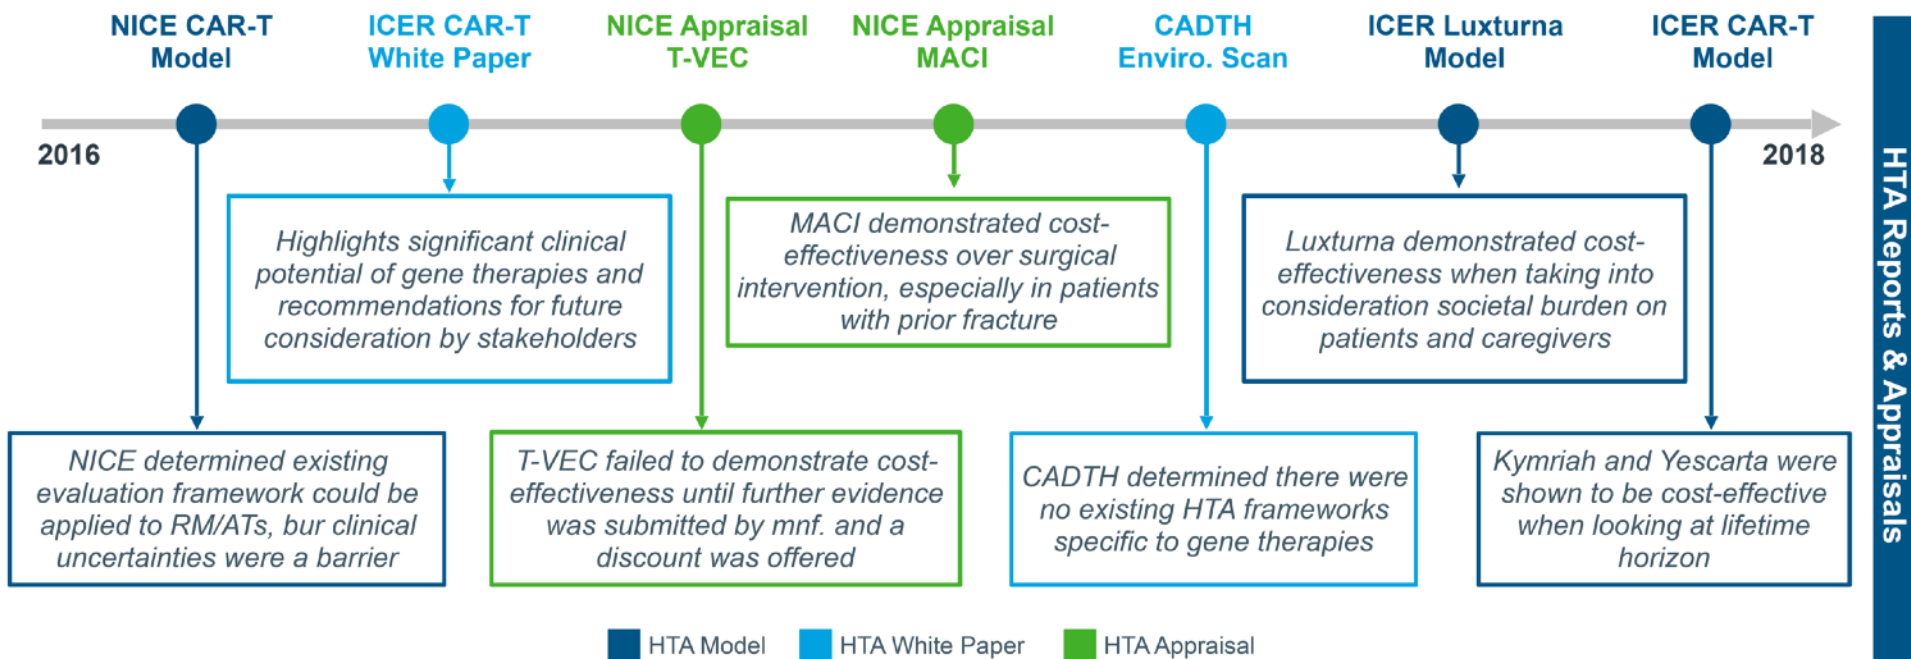 NICE CAR-T
Model
ICER CAR-T
White Paper
NICE Appraisal
T-VEC
NICE Appraisal
MACI
CADTH
Enviro. Scan
ICER Luxturna
Model
ICER CAR-T
Model
2016
2018
Highlights significant clinical
potential of gene therapies and
recommendations for future
consideration by stakeholders
MACI demonstrated cost-
effectiveness over surgical
intervention, especially in patients
with prior fracture
Luxturna demonstrated cost-
effectiveness when taking into
consideration societal burden on
patients and caregivers
NICE determined existing
evaluation framework could be
applied to RM/ATs, bur clinical
uncertainties were a barrier
T-VEC failed to demonstrate cost-
effectiveness until further evidence
was submitted by mnf. and a
discount was offered
CADTH determined there were
no existing HTA frameworks
specific to gene therapies
Kymriah and Yescarta were
shown to be cost-effective
when looking at lifetime
horizon
HTA Reports & Appraisals
HTA Model
HTA White Paper
HTA Appraisal